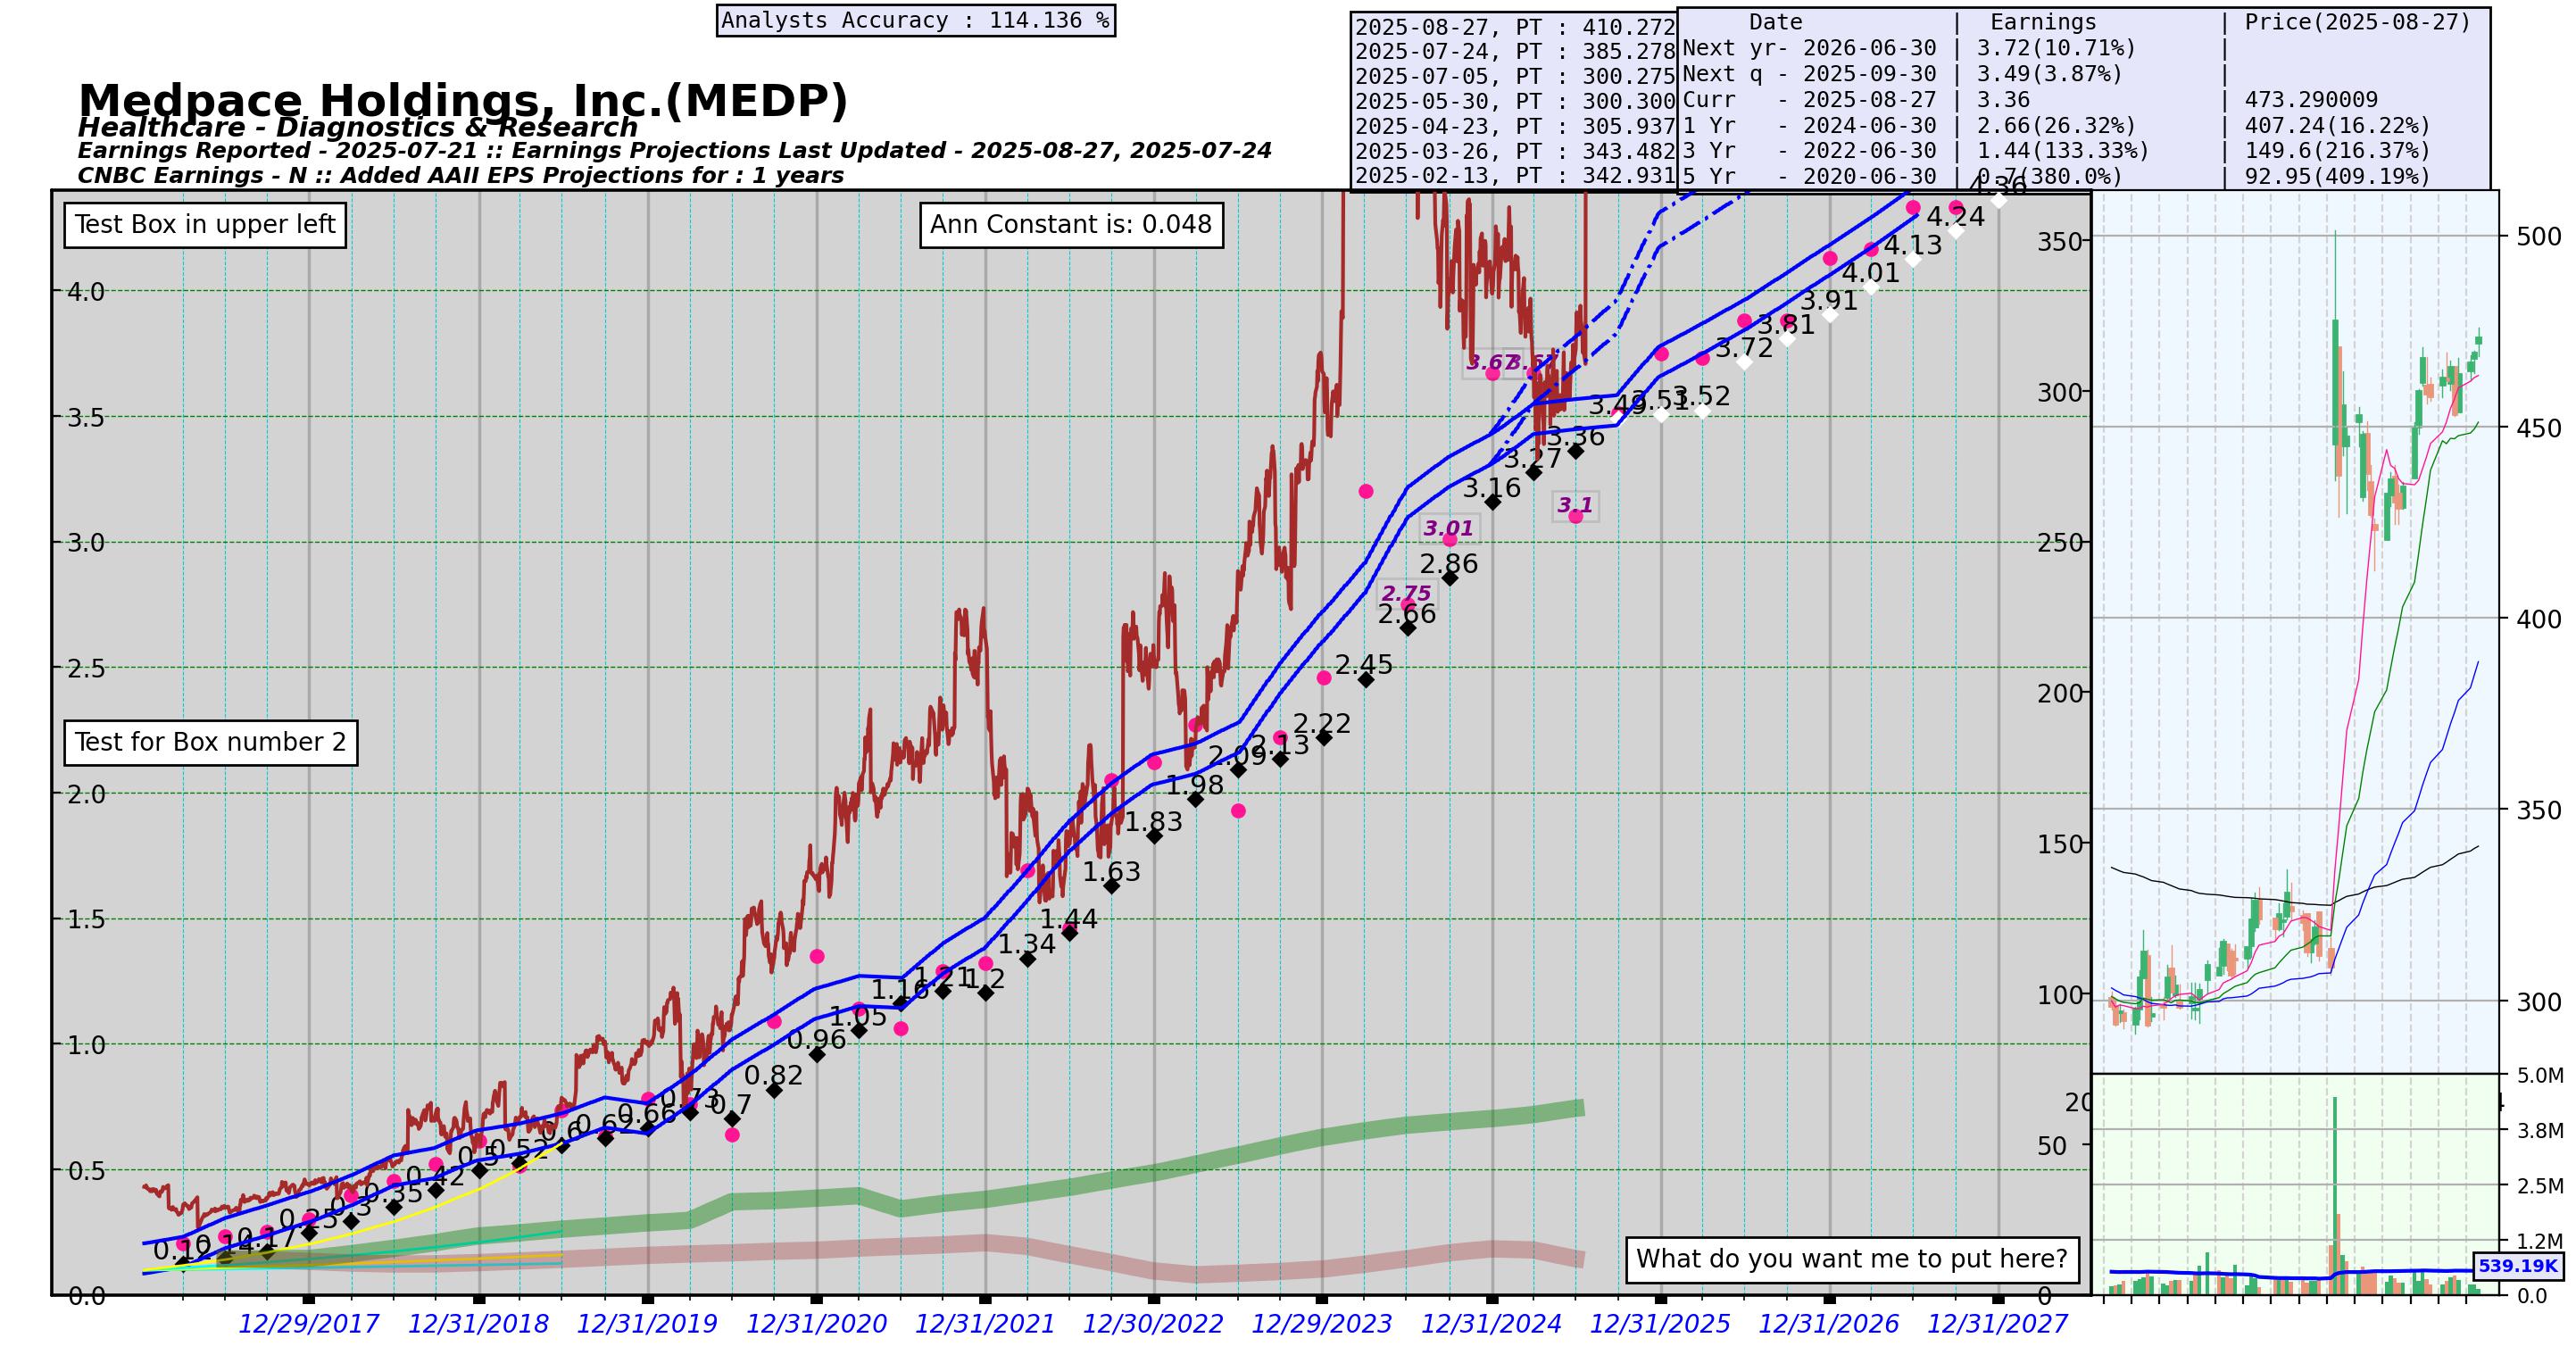 Analysts Accuracy : 114.136 %
Medpace Holdings, Inc.(MEDP)
Healthcare - Diagnostics & Research
Earnings Reported - 2025-07-21 :: Earnings Projections Last Updated - 2025-08-27, 2025-07-24
CNBC Earnings - N :: Added AAII EPS Projections for : 1 years
2025-08-27, PT : 410.272
2025-07-24, PT : 385.278
2025-07-05, PT : 300.275
2025-05-30, PT : 300.300
2025-04-23, PT : 305.937
2025-03-26, PT : 343.482
2025-02-13, PT : 342.931
Date | Earnings | Price(2025-08-27)
Next yr- 2026-06-30 | 3.72(10.71%) |
Next q - 2025-09-30 | 3.49(3.87%) |
Curr - 2025-08-27 | 3.36 | 473.290009
1 Yr - 2024-06-30 | 2.66(26.32%) | 407.24(16.22%)
3 Yr - 2022-06-30 | 1.44(133.33%) | 149.6(216.37%)
5 Yr - 2020-06-30 | 0.7(380.0%) | 92.95(409.19%)
Test Box in upper left
Ann Constant is: 0.048
Test for Box number 2
What do you want me to put here?
4.0
3.5
3.0
2.5
2.0
1.5
1.0
0.5
0.0
0.12
0.14
0.17
0.25
0.3
0.35
0.42
0.5
0.52
0.6
0.62
0.66
0.73
0.7
0.82
0.96
1.05
1.16
1.21
1.2
1.34
1.44
1.63
1.83
1.98
2.09
2.13
2.22
2.45
2.66
2.86
3.16
3.27
3.36
3.49
3.51
3.52
3.72
3.81
3.91
4.01
4.13
4.24
4.36
2.75
3.01
3.67
3.67
3.1
350
300
250
200
150
100
50
0
500
450
400
350
300
5.0M
3.8M
2.5M
1.2M
539.19K
0.0
12/29/2017
12/31/2018
12/31/2019
12/31/2020
12/31/2021
12/30/2022
12/29/2023
12/31/2024
12/31/2025
12/31/2026
12/31/2027